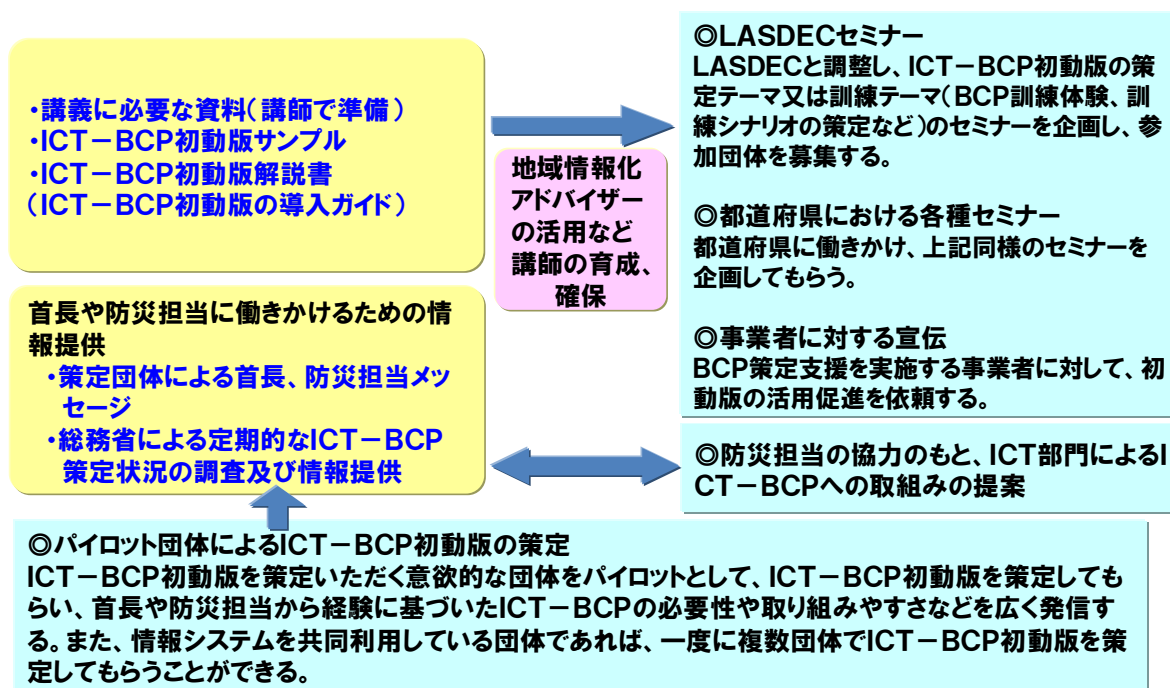 ・講義に必要な資料（講師で準備）
・ICT－BCP初動版サンプル
・ICT－BCP初動版解説書
（ICT－BCP初動版の導入ガイド）
首長や防災担当に働きかけるための情
報提供
・策定団体による首長、防災担当メッ
セージ
・総務省による定期的なICT－BCP
策定状況の調査及び情報提供
地域情報化
アドバイザー
の活用など
講師の育成、
確保
◎LASDECセミナー
LASDECと調整し、ICT－BCP初動版の策
定テーマ又は訓練テーマ（BCP訓練体験、訓
練シナリオの策定など）のセミナーを企画し、参
加団体を募集する。
◎都道府県における各種セミナー
都道府県に働きかけ、上記同様のセミナーを
企画してもらう。
◎事業者に対する宣伝
BCP策定支援を実施する事業者に対して、初
動版の活用促進を依頼する。
◎防災担当の協力のもと、ICT部門によるI
CT－BCPへの取組みの提案
◎パイロット団体によるICT－BCP初動版の策定
ICT－BCP初動版を策定いただく意欲的な団体をパイロットとして、ICT－BCP初動版を策定しても
らい、首長や防災担当から経験に基づいたICT－BCPの必要性や取り組みやすさなどを広く発信す
る。また、情報システムを共同利用している団体であれば、一度に複数団体でICT－BCP初動版を策
定してもらうことができる。